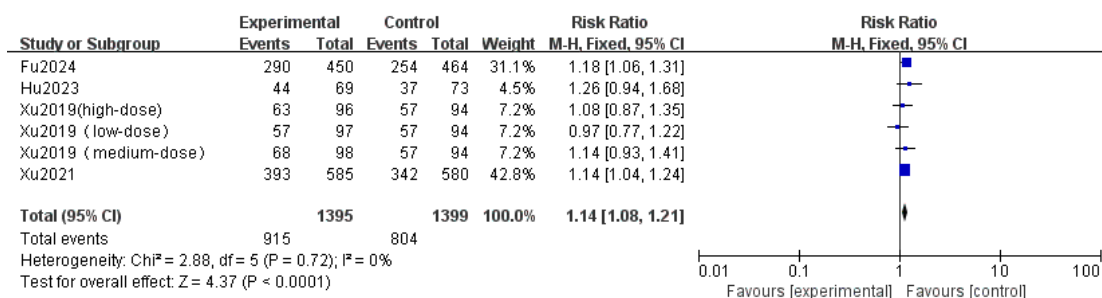 Experimental Control Risk Ratio Risk Ratio
Study or Subgroup Events Total Events Total Weight M-H, Fixed, 95% CI M-H, Fixed, 95% CI
Fu2024 290 450 254 464 31.1% 1.18 [1.06, 1.31]
Hu2023 44 69 37 73 4.5% 1.26 [0.94, 1.68]
Xu2019(high-dose) 63 96 57 94 7.2% 1.08 [0.87, 1.35]
Xu2019 (low-dose) 57 97 57 94 7.2% 0.97 [0.77, 1.22]
Xu2019 (medium-dose) 68 98 57 94 7.2% 1.14 [0.93, 1.41]
Xu2021 393 585 342 580 42.8% 1.14 [1.04, 1.24]
Total (95% CI) 1395 1399 100.0% 1.14 [1.08, 1.21]
Total events 915 804
Heterogeneity: Chi² = 2.88, df = 5 (P = 0.72); I² = 0%
Test for overall effect: Z = 4.37 (P < 0.0001)
0.01 0.1 1 10 100
Favours [experimental] Favours [control]